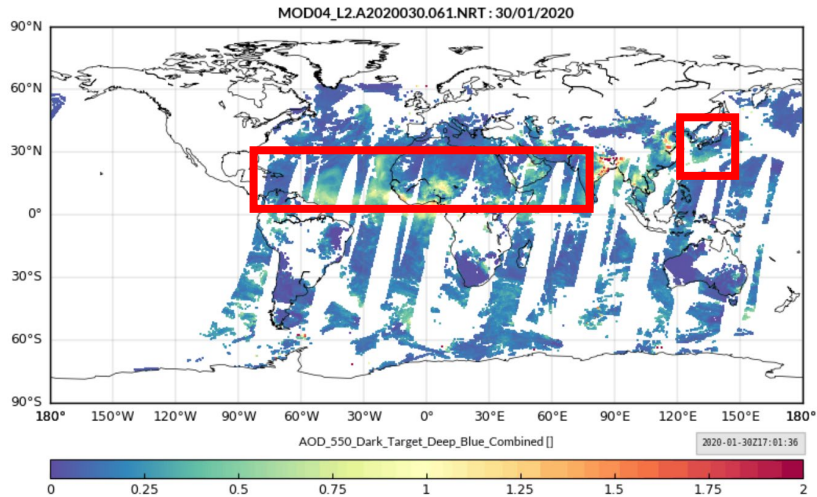 MOD04_L2.A2020030.061.NRT : 30/01/2020
90°N
60°N
30°N
0°
30°S
60°S
90°S
180° 150°W 120°W 90°W 60°W 30°W 0° 30°E 60°E 90°E 120°E 150°E 180°
AOD_550_Dark_Target_Deep_Blue_Combined []
2020-01-30Z17:01:36
0 0.25 0.5 0.75 1 1.25 1.5 1.75 2